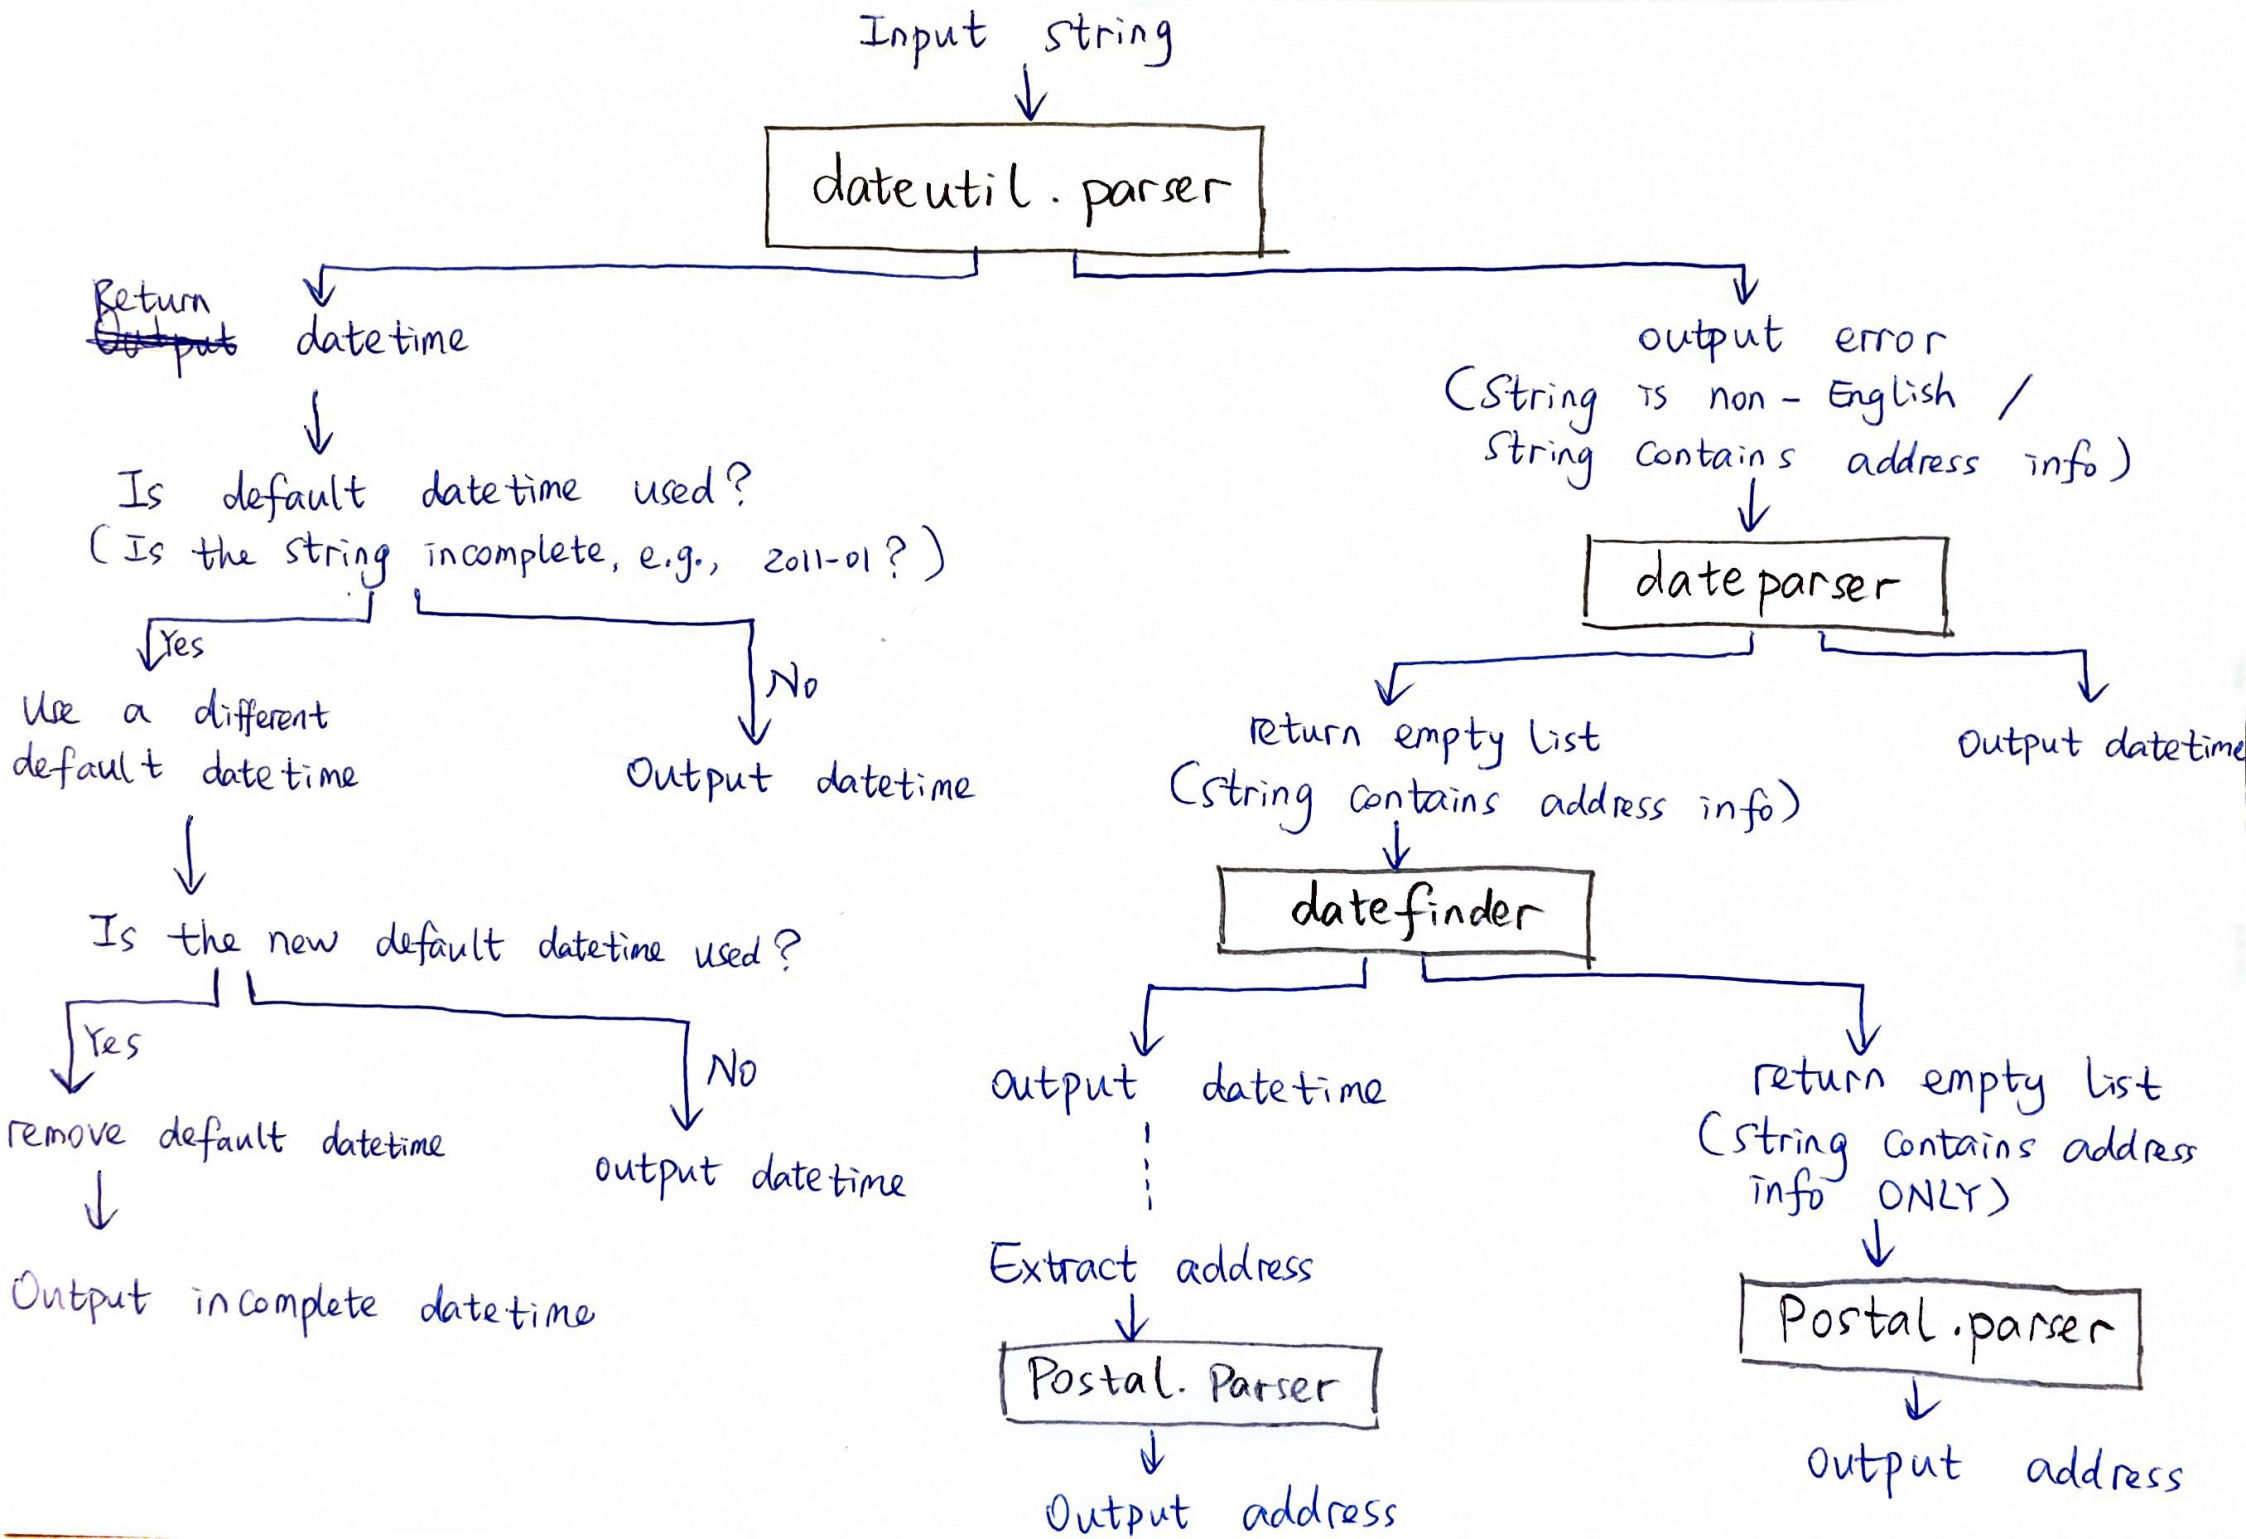 Input string
dateutil.parser
Return
Output datetime
Is default datetime used?
(Is the string incomplete, e.g., 2011-01?)
Yes
No
Use a different
default datetime
Output datetime
Is the new default datetime used?
Yes
No
remove default datetime
output datetime
Output incomplete datetime
output error
(String is non-English /
String contains address info)
dateparser
return empty list
(string contains address info)
Output datetime
datefinder
output datetime
Extract address
Postal.Parser
Output address
return empty list
(string contains address
info ONLY)
Postal.parser
Output address